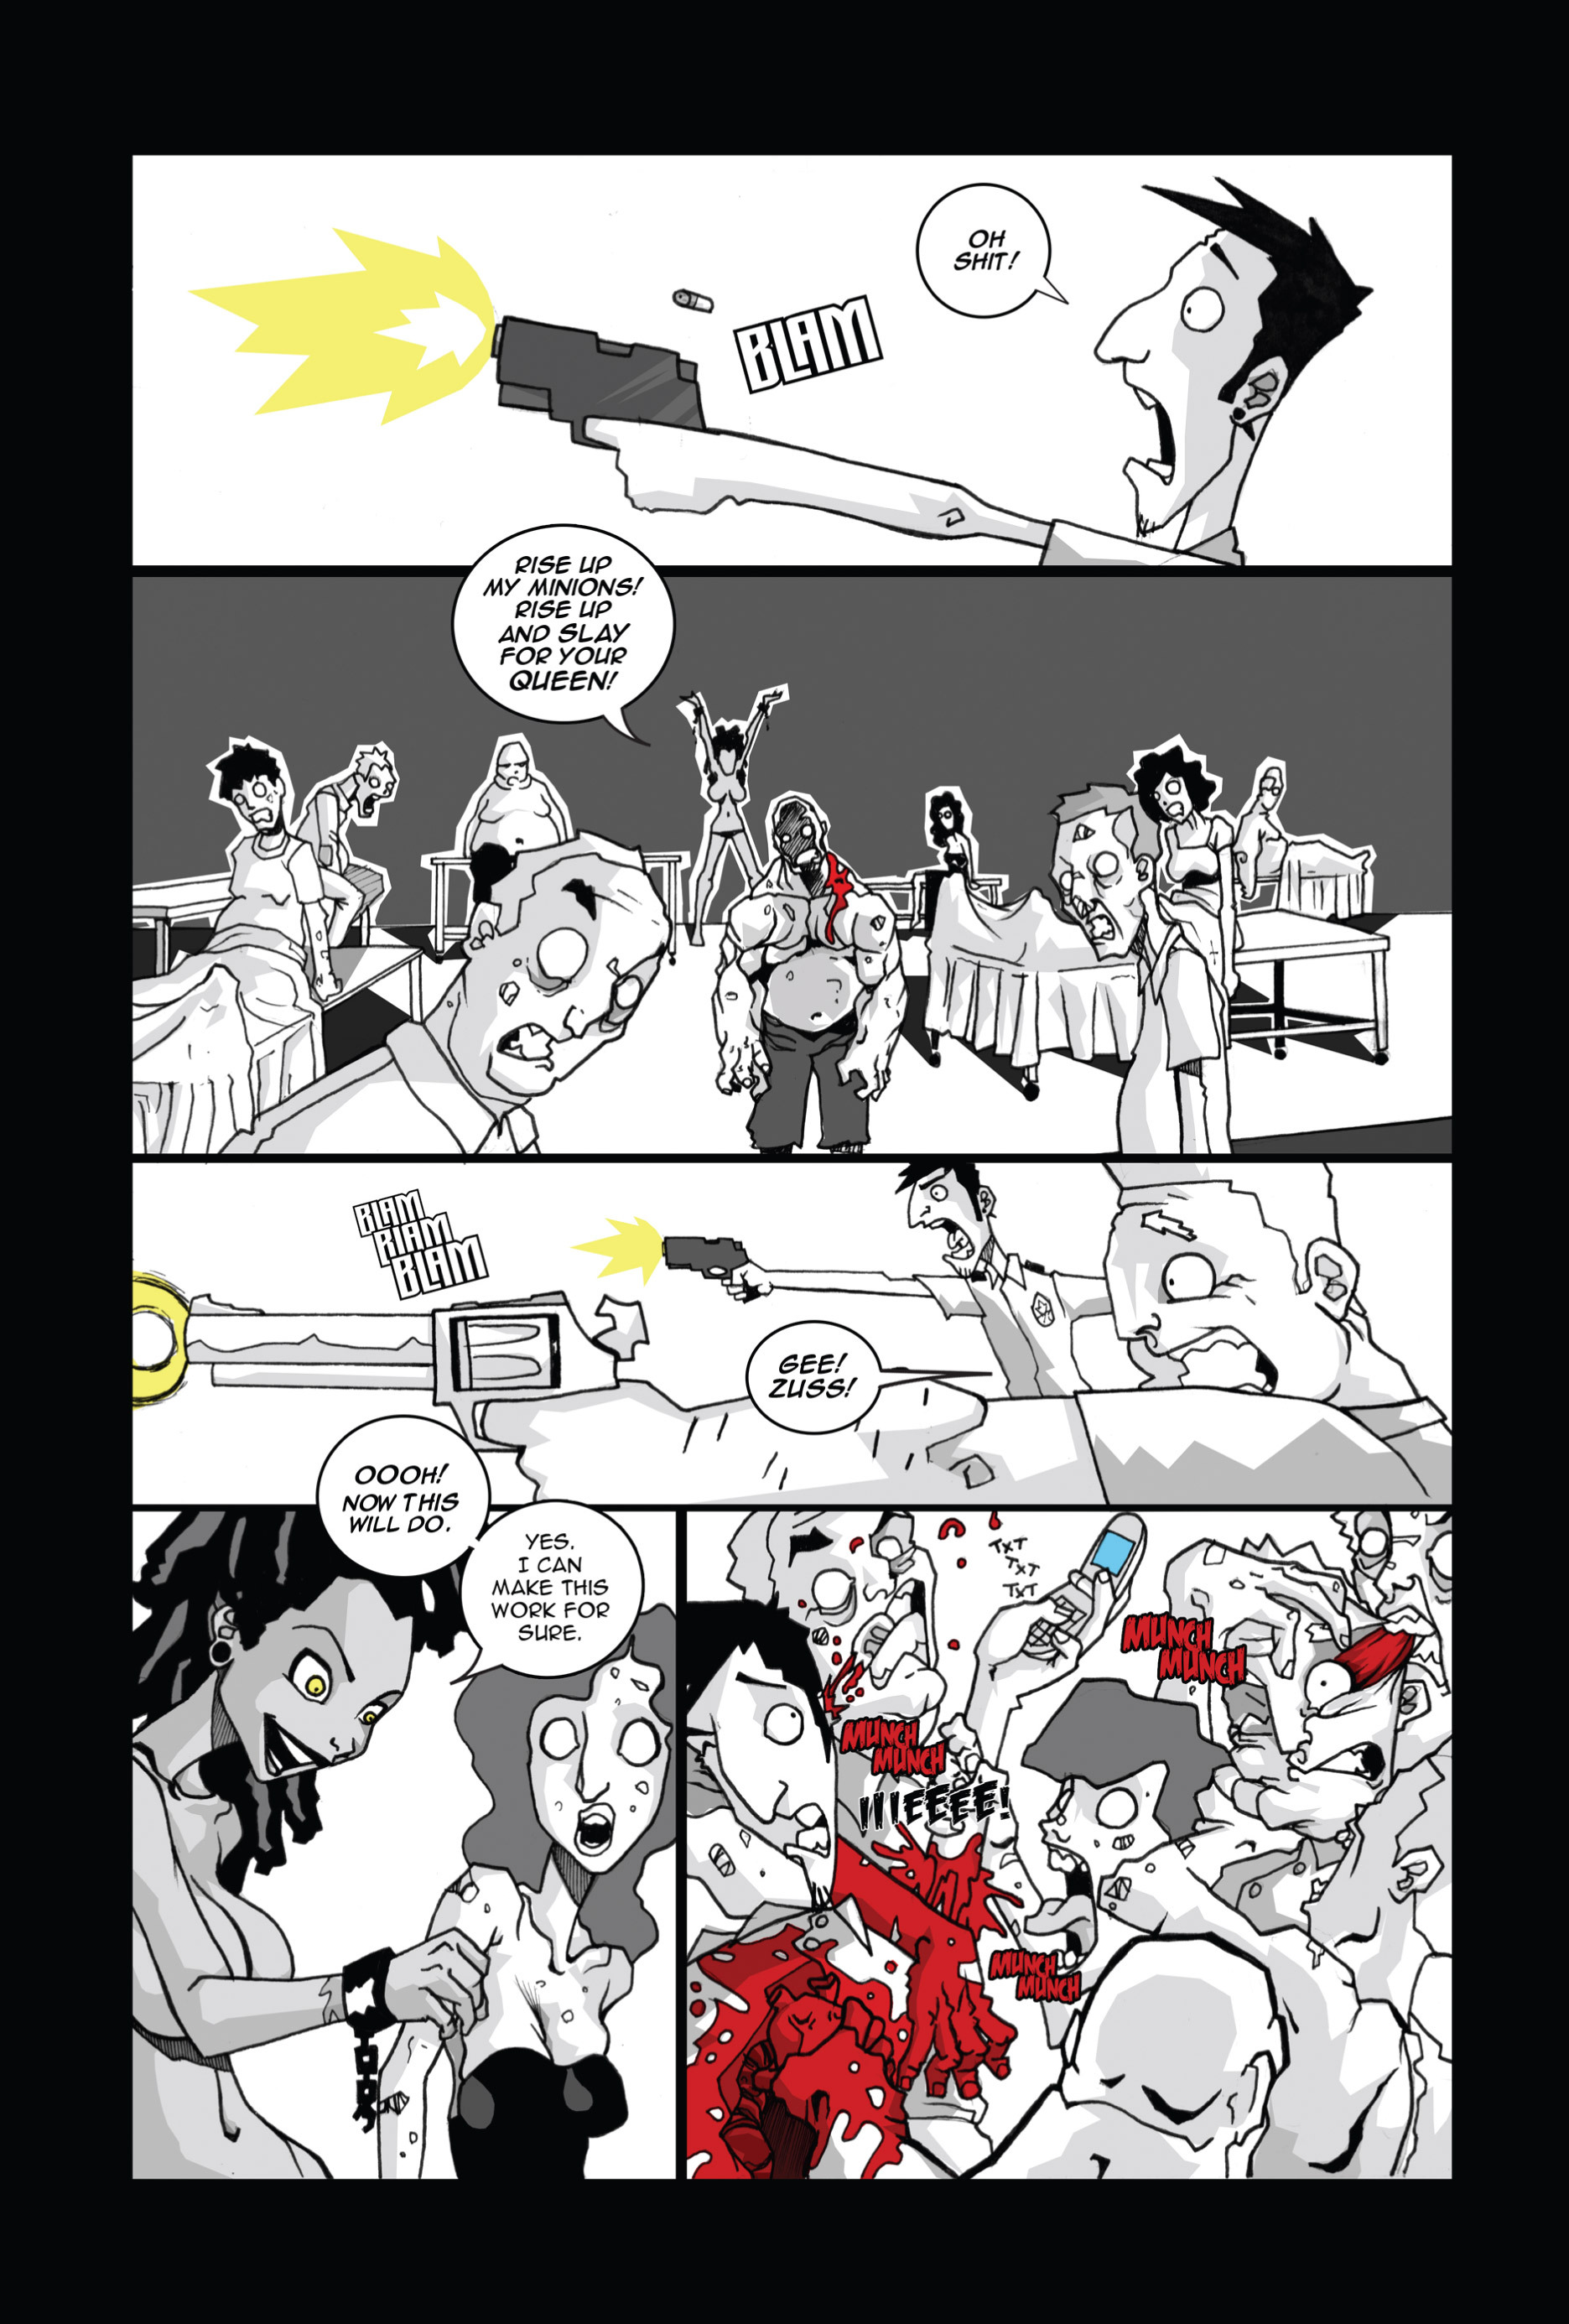 OH
SHIT!
BLAM
RISE UP
MY MINIONS!
RISE UP
AND SLAY
FOR YOUR
QUEEN!
BLAM
BLAM
BLAM
GEE!
ZUSS!
OOOH!
NOW THIS
WILL DO.
YES.
I CAN
MAKE THIS
WORK FOR
SURE.
TXT
TXT
TXT
MUNCH
MUNCH
MUNCH
MUNCH
IIIEEEE!
MUNCH
MUNCH